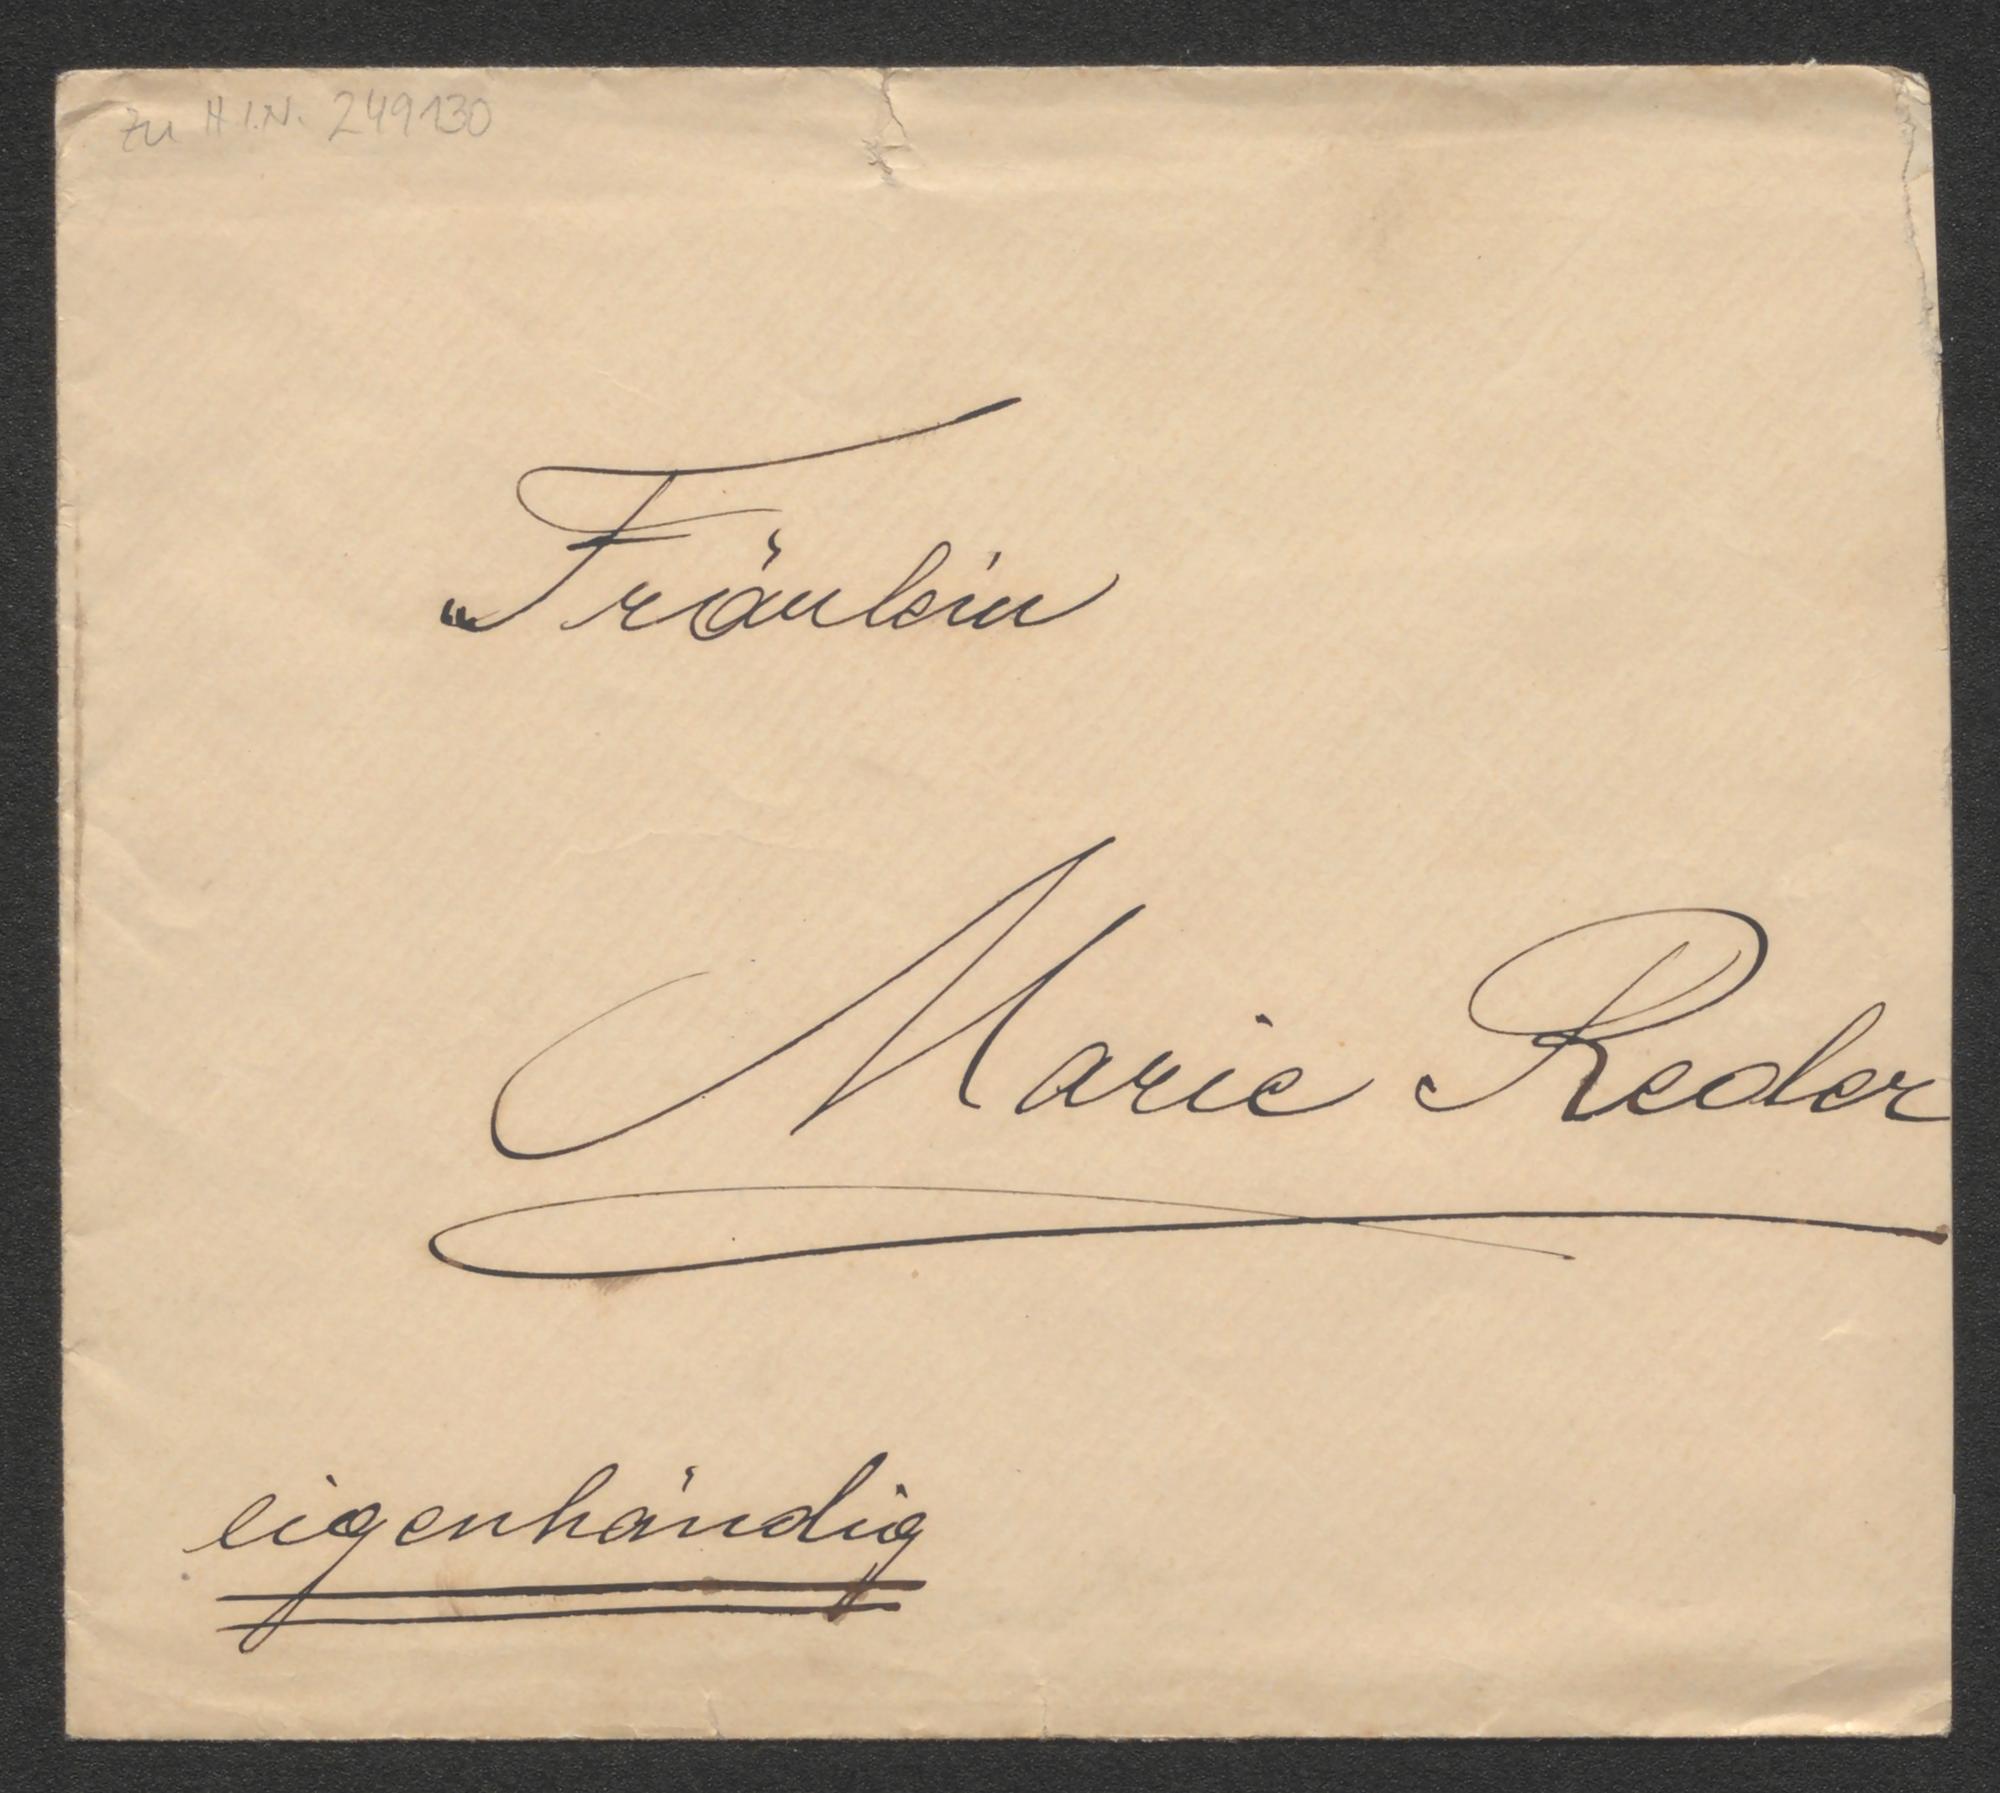 zu H.I.N. 249130
Fräulein
Marie Reder
eigenhändig